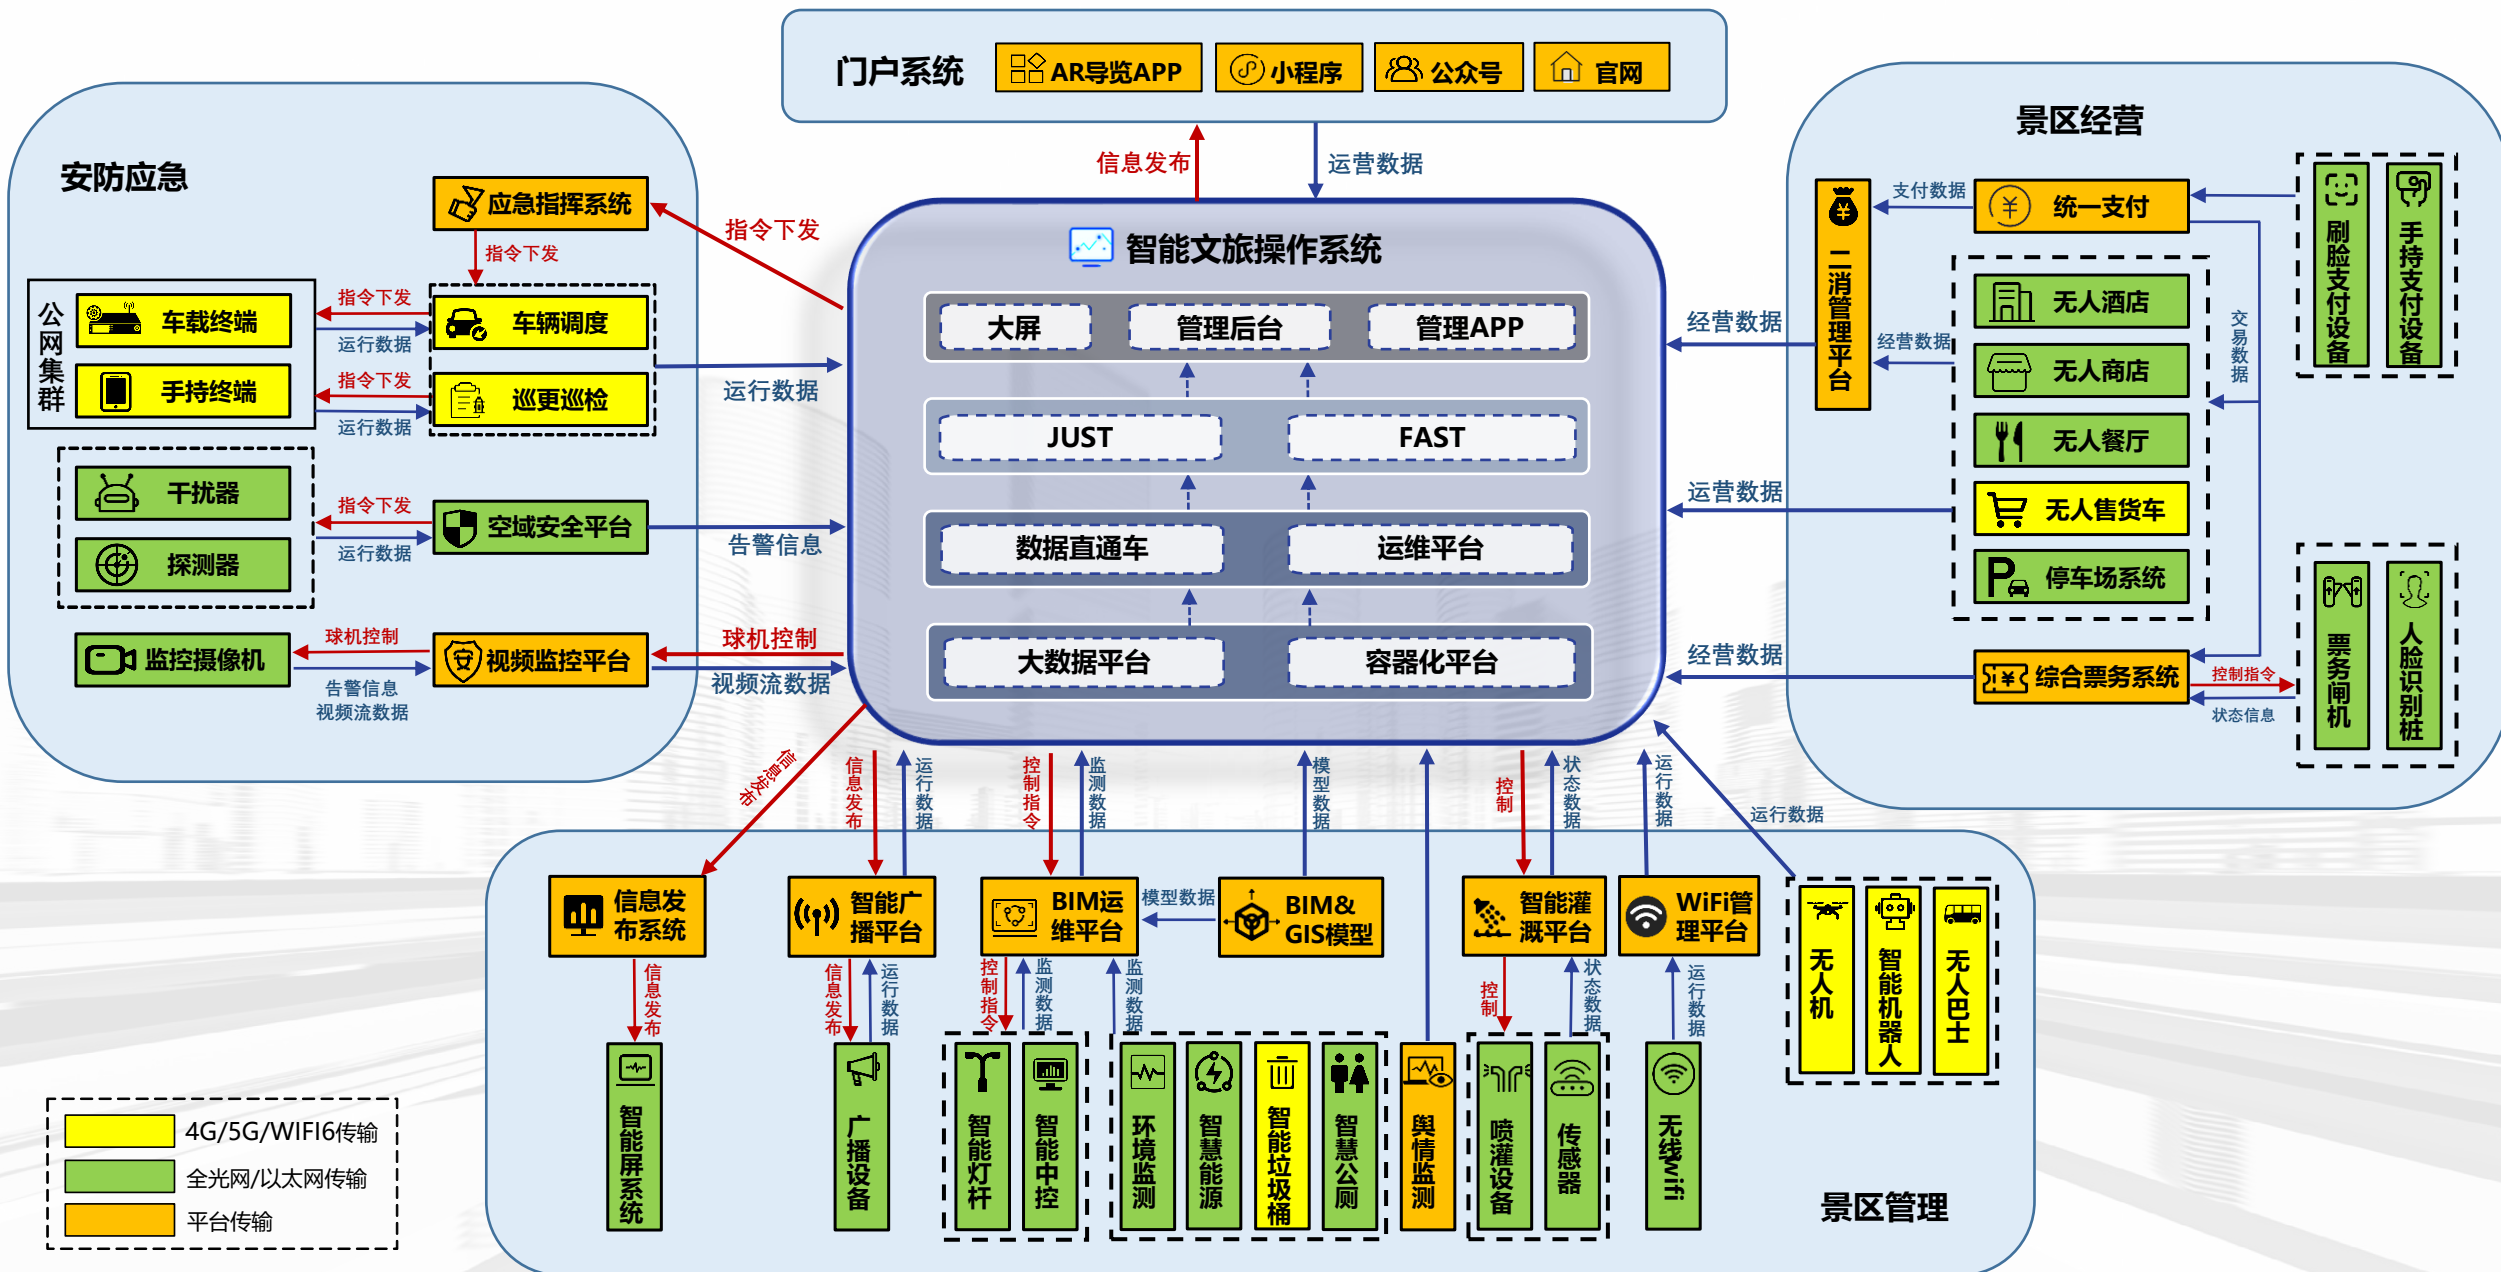 门户系统
AR导览APP
小程序
公众号
官网
信息发布
运营数据
安防应急
应急指挥系统
指令下发
指令下发
公网集群
车载终端
指令下发
运行数据
车辆调度
手持终端
指令下发
运行数据
巡更巡检
运行数据
干扰器
探测器
指令下发
运行数据
空域安全平台
告警信息
监控摄像机
球机控制
告警信息
视频流数据
视频监控平台
球机控制
视频流数据
智能文旅操作系统
大屏
管理后台
管理APP
JUST
FAST
数据直通车
运维平台
大数据平台
容器化平台
景区经营
二消管理平台
支付数据
统一支付
刷脸支付设备
手持支付设备
经营数据
经营数据
无人酒店
无人商店
无人餐厅
无人售货车
停车场系统
交易数据
运营数据
经营数据
综合票务系统
控制指令
状态信息
票务闸机
人脸识别桩
信息发布
信息发布
运行数据
控制指令
监测数据
模型数据
控制
状态数据
运行数据
运行数据
信息发
布系统
智能广
播平台
BIM运
维平台
模型数据
BIM&
GIS模型
智能灌
溉平台
WiFi管
理平台
无人机
智能机器人
无人巴士
信息发布
信息发布
运行数据
控制指令
监测数据
监测数据
控制
状态数据
运行数据
智能屏系统
广播设备
智能灯杆
智能中控
环境监测
智慧能源
智能垃圾桶
智慧公厕
舆情监测
喷灌设备
传感器
无线wifi
景区管理
4G/5G/WIFI6传输
全光网/以太网传输
平台传输